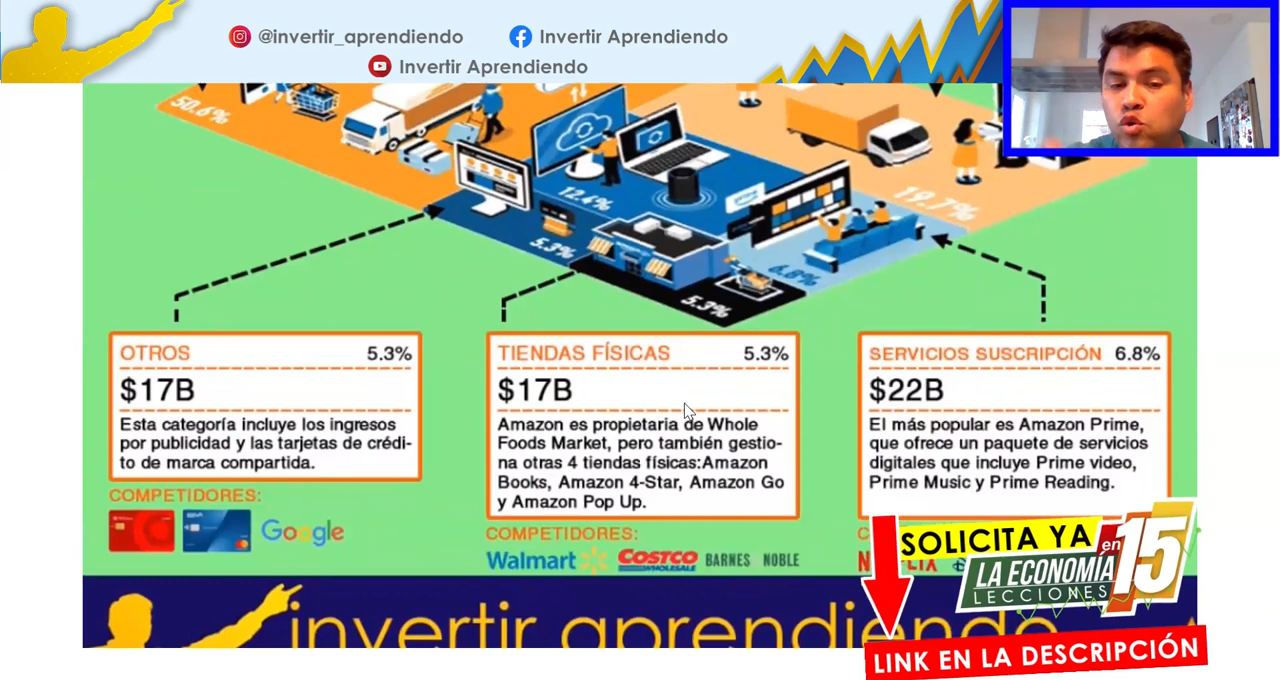 @invertir_aprendiendo
Invertir Aprendiendo
Invertir Aprendiendo
50.6%
12.4%
19.7%
5.3%
6.8%
5.3%
OTROS 5.3%
$17B
Esta categoría incluye los ingresos
por publicidad y las tarjetas de crédi-
to de marca compartida.
COMPETIDORES:
BBVA
Google
TIENDAS FÍSICAS 5.3%
$17B
Amazon es propietaria de Whole
Foods Market, pero también gestio-
na otras 4 tiendas físicas:Amazon
Books, Amazon 4-Star, Amazon Go
y Amazon Pop Up.
COMPETIDORES:
Walmart COSTCO BARNES NOBLE
WHOLESALE
SERVICIOS SUSCRIPCIÓN 6.8%
$22B
El más popular es Amazon Prime,
que ofrece un paquete de servicios
digitales que incluye Prime video,
Prime Music y Prime Reading.
SOLICITA YA
LA ECONOMÍA
en 15
LECCIONES
LINK EN LA DESCRIPCIÓN
invertir aprendiendo